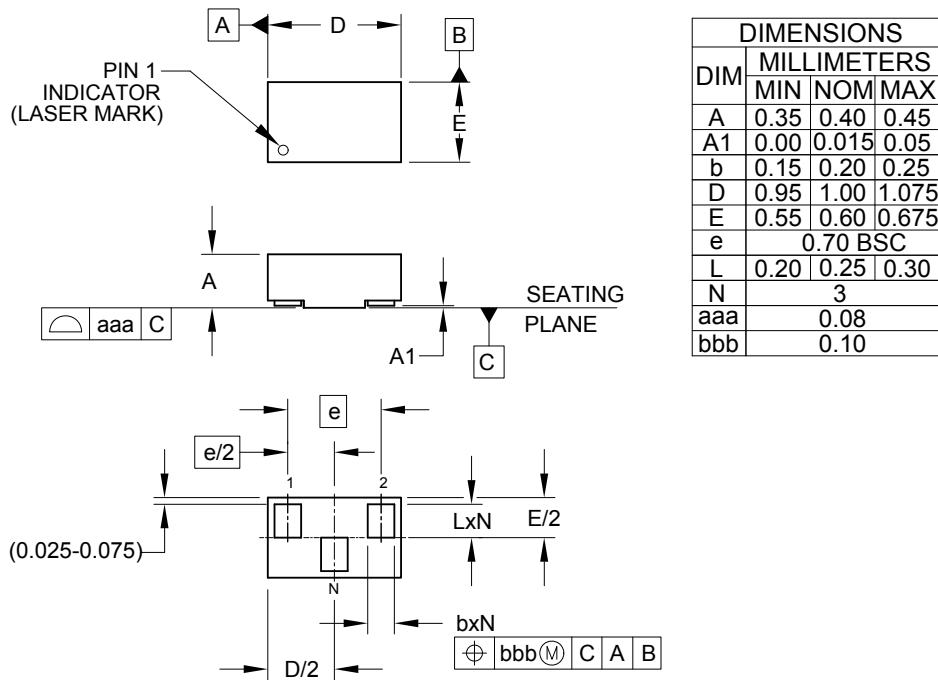 A
D
B
PIN 1
INDICATOR
(LASER MARK)
E
A
SEATING
PLANE
aaa C
A1
C
e
e/2
1
2
LxN
E/2
(0.025-0.075)
N
bxN
bbb M C A B
D/2
DIMENSIONS
DIM MILLIMETERS
MIN NOM MAX
A 0.35 0.40 0.45
A1 0.00 0.015 0.05
b 0.15 0.20 0.25
D 0.95 1.00 1.075
E 0.55 0.60 0.675
e 0.70 BSC
L 0.20 0.25 0.30
N 3
aaa 0.08
bbb 0.10